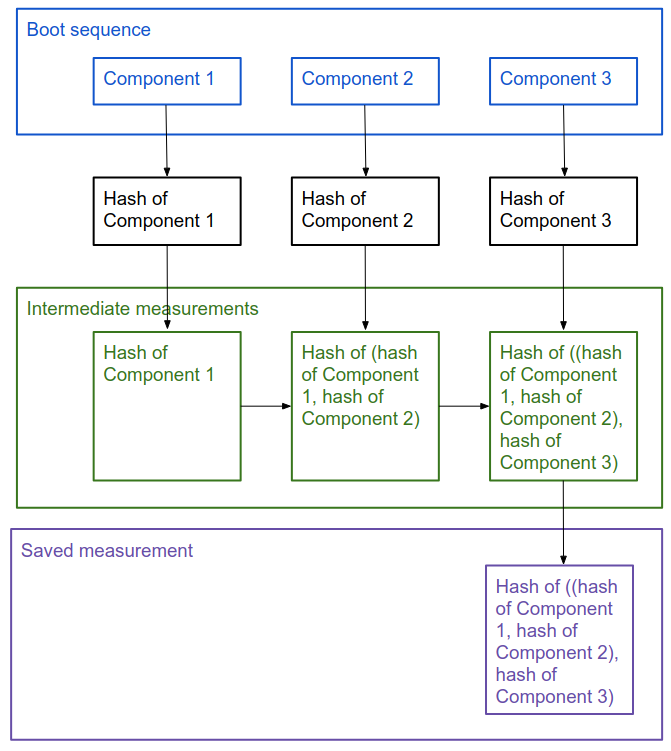 Boot sequence
Component 1
Component 2
Component 3
Hash of
Component 1
Hash of
Component 2
Hash of
Component 3
Intermediate measurements
Hash of
Component 1
Hash of (hash
of Component
1, hash of
Component 2)
Hash of ((hash
of Component
1, hash of
Component 2),
hash of
Component 3)
Saved measurement
Hash of ((hash
of Component
1, hash of
Component 2),
hash of
Component 3)